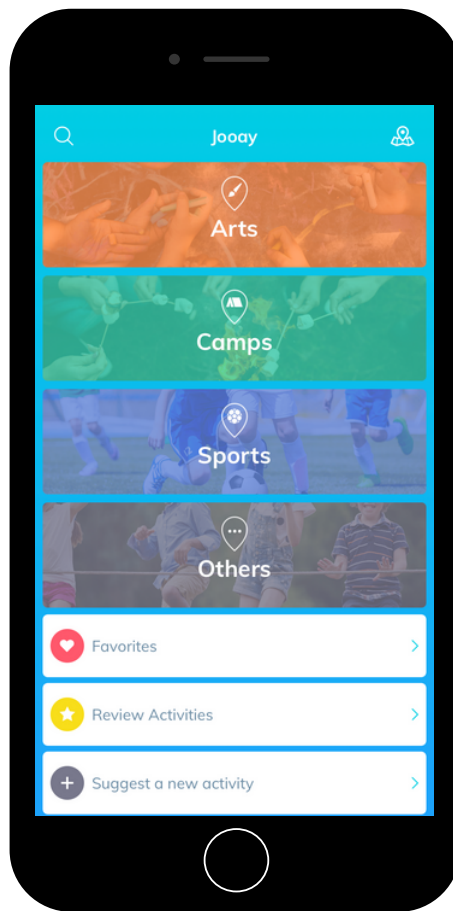 Jooay
Arts
Camps
Sports
Others
Favorites
Review Activities
Suggest a new activity